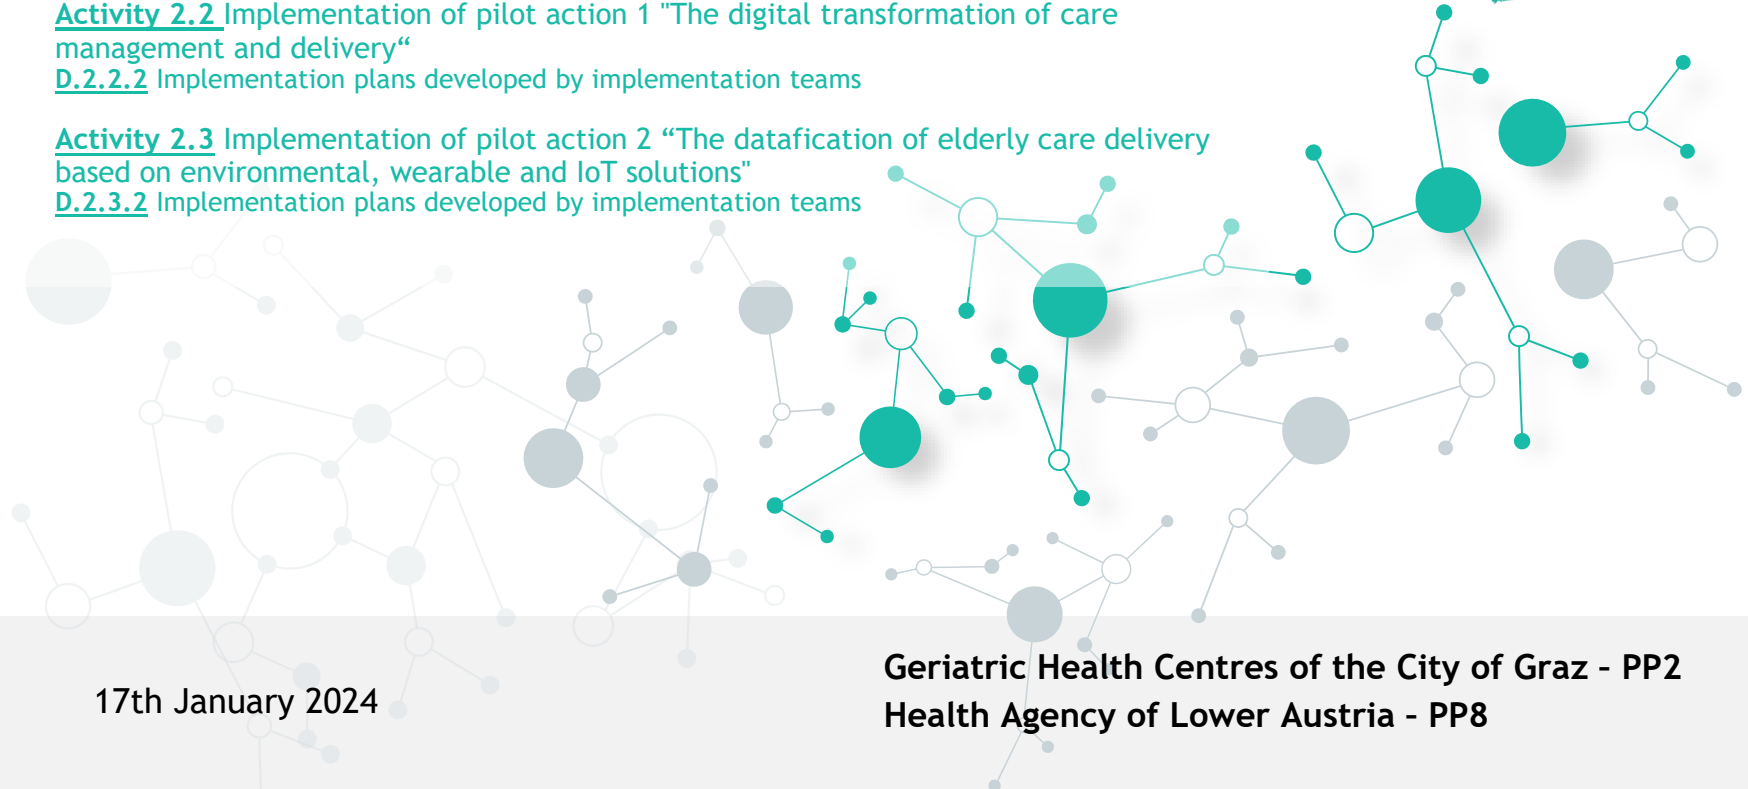 Activity 2.2 Implementation of pilot action 1 "The digital transformation of care
management and delivery“
D.2.2.2 Implementation plans developed by implementation teams
Activity 2.3 Implementation of pilot action 2 “The datafication of elderly care delivery
based on environmental, wearable and IoT solutions"
D.2.3.2 Implementation plans developed by implementation teams
17th January 2024
Geriatric Health Centres of the City of Graz – PP2
Health Agency of Lower Austria – PP8